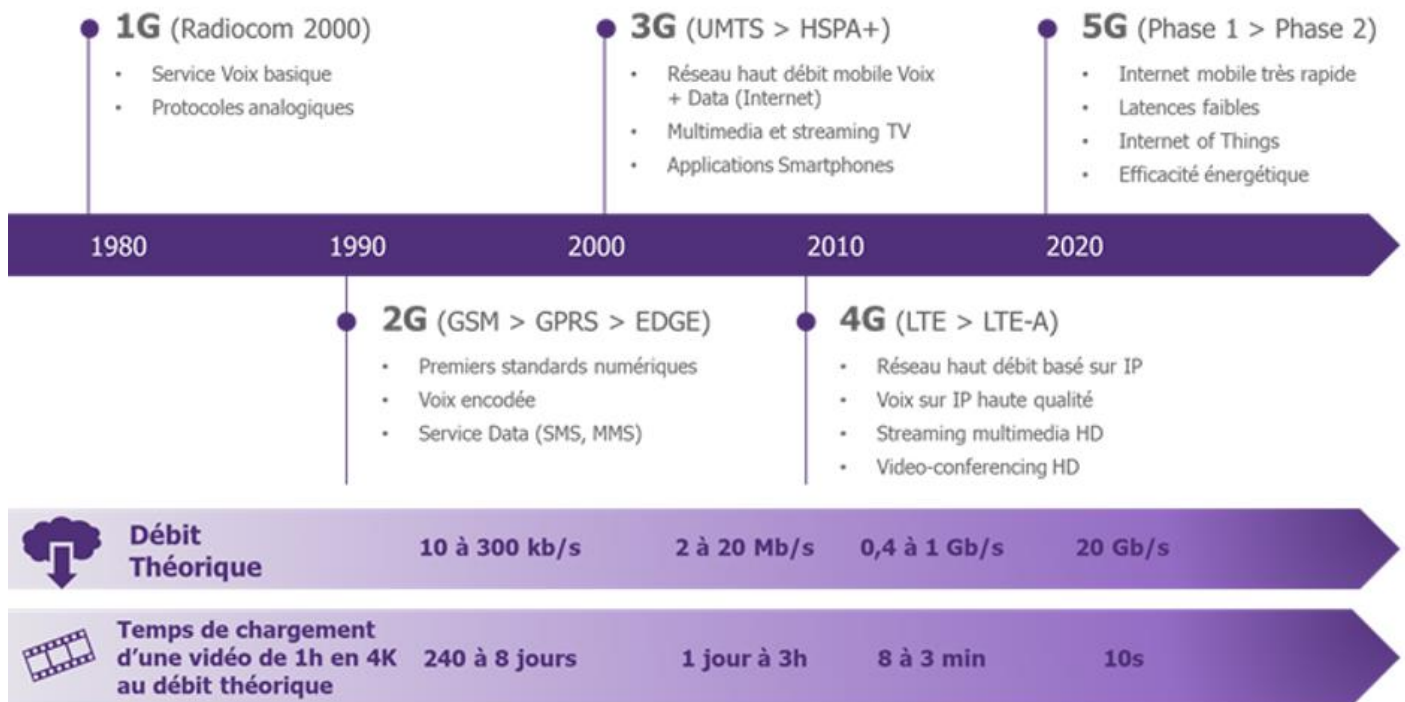 1G (Radiocom 2000)
• Service Voix basique
• Protocoles analogiques
3G (UMTS > HSPA+)
• Réseau haut débit mobile Voix
+ Data (Internet)
• Multimedia et streaming TV
• Applications Smartphones
5G (Phase 1 > Phase 2)
• Internet mobile très rapide
• Latences faibles
• Internet of Things
• Efficacité énergétique
1980 1990 2000 2010 2020
2G (GSM > GPRS > EDGE)
• Premiers standards numériques
• Voix encodée
• Service Data (SMS, MMS)
4G (LTE > LTE-A)
• Réseau haut débit basé sur IP
• Voix sur IP haute qualité
• Streaming multimedia HD
• Video-conferencing HD
Débit
Théorique
10 à 300 kb/s 2 à 20 Mb/s 0,4 à 1 Gb/s 20 Gb/s
Temps de chargement
d'une vidéo de 1h en 4K
au débit théorique
240 à 8 jours 1 jour à 3h 8 à 3 min 10s